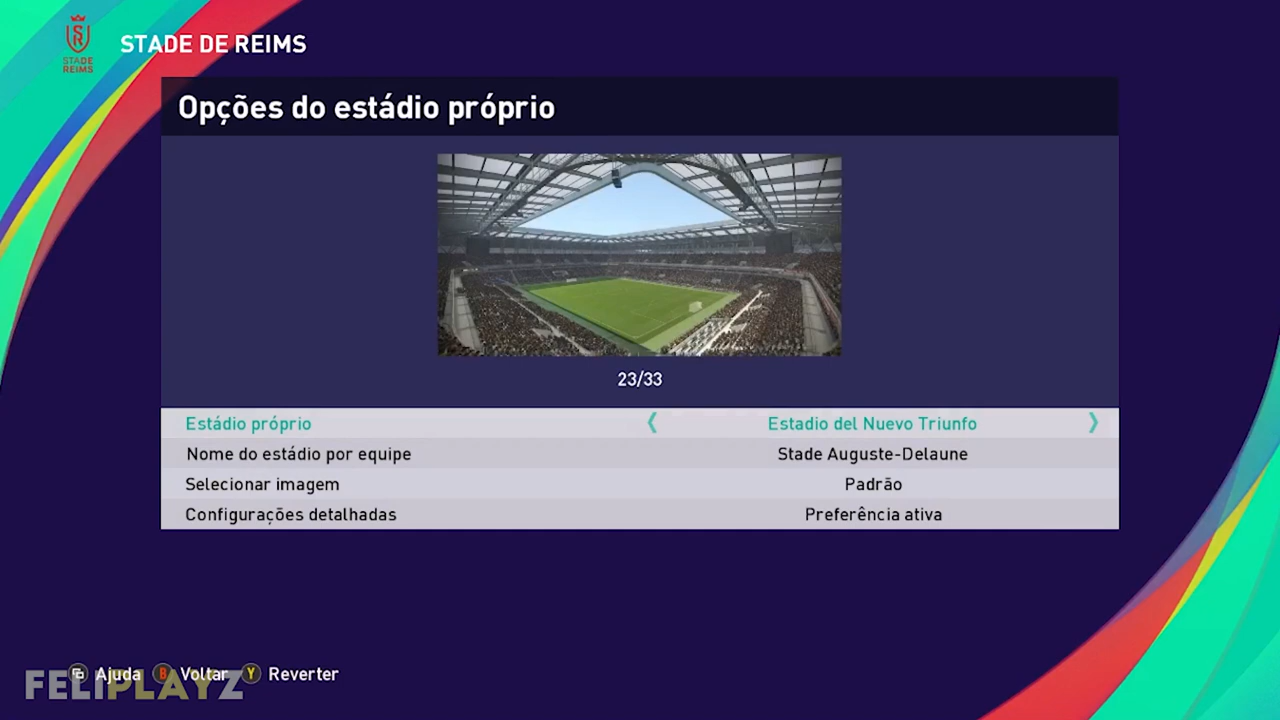 STADE DE REIMS
STADE
REIMS
Opções do estádio próprio
23/33
Estádio próprio Estadio del Nuevo Triunfo
Nome do estádio por equipe Stade Auguste-Delaune
Selecionar imagem Padrão
Configurações detalhadas Preferência ativa
Ajuda B Voltar Y Reverter
FELIPLAYZ